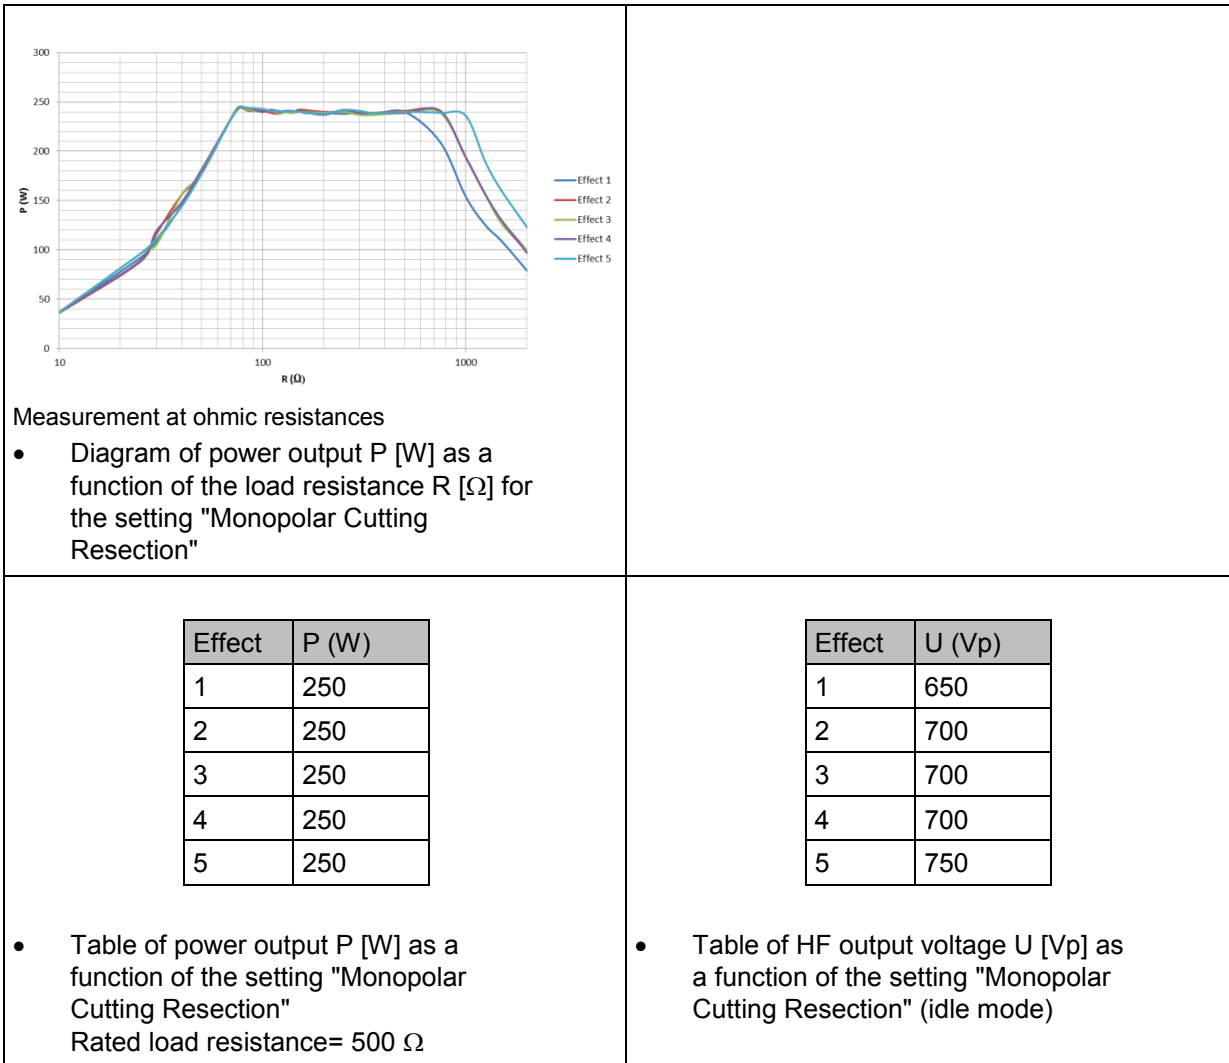 300
250
200
150
100
50
0
P (W)
10
100
1000
R (Ω)
Effect 1
Effect 2
Effect 3
Effect 4
Effect 5
Measurement at ohmic resistances
• Diagram of power output P [W] as a
function of the load resistance R [Ω] for
the setting "Monopolar Cutting
Resection"
Effect P (W)
1 250
2 250
3 250
4 250
5 250
• Table of power output P [W] as a
function of the setting "Monopolar
Cutting Resection"
Rated load resistance= 500 Ω
Effect U (Vp)
1 650
2 700
3 700
4 700
5 750
• Table of HF output voltage U [Vp] as
a function of the setting "Monopolar
Cutting Resection" (idle mode)